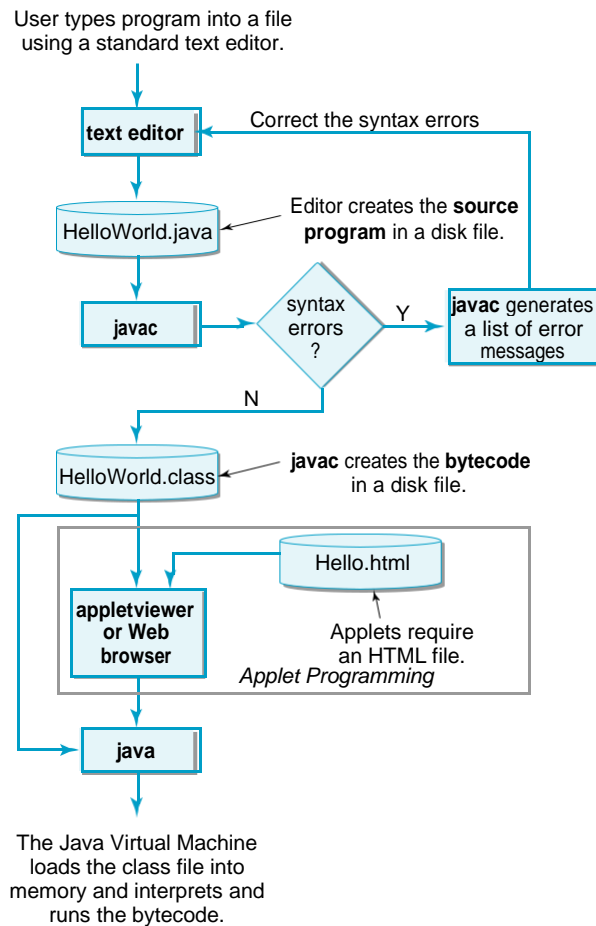 User types program into a file
using a standard text editor.
text editor
Correct the syntax errors
HelloWorld.java
Editor creates the source
program in a disk file.
javac
syntax
errors
?
Y
javac generates
a list of error
messages
N
HelloWorld.class
javac creates the bytecode
in a disk file.
Hello.html
appletviewer
or Web
browser
Applets require
an HTML file.
Applet Programming
java
The Java Virtual Machine
loads the class file into
memory and interprets and
runs the bytecode.